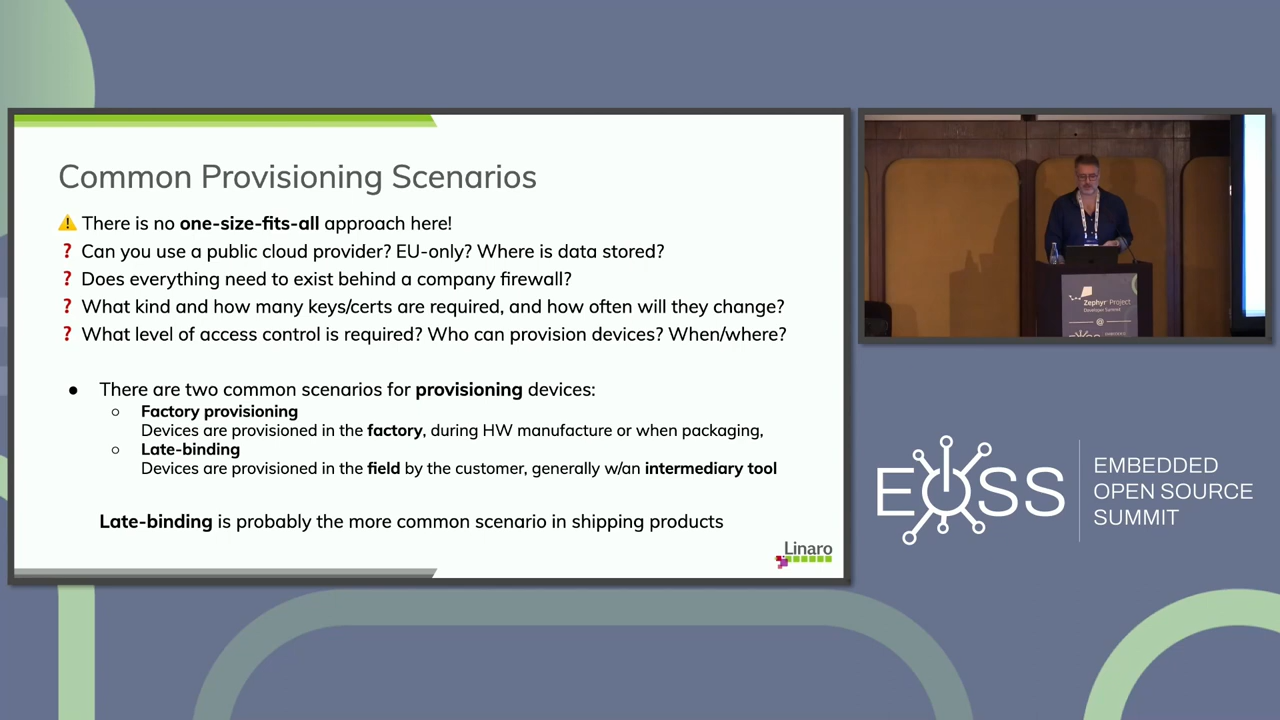 Common Provisioning Scenarios
⚠ There is no one-size-fits-all approach here!
? Can you use a public cloud provider? EU-only? Where is data stored?
? Does everything need to exist behind a company firewall?
? What kind and how many keys/certs are required, and how often will they change?
? What level of access control is required? Who can provision devices? When/where?
● There are two common scenarios for provisioning devices:
○ Factory provisioning
Devices are provisioned in the factory, during HW manufacture or when packaging,
○ Late-binding
Devices are provisioned in the field by the customer, generally w/an intermediary tool
Late-binding is probably the more common scenario in shipping products
Linaro
Zephyr Project
Developer Summit
@
EOSS
EMBEDDED
OPEN SOURCE
SUMMIT